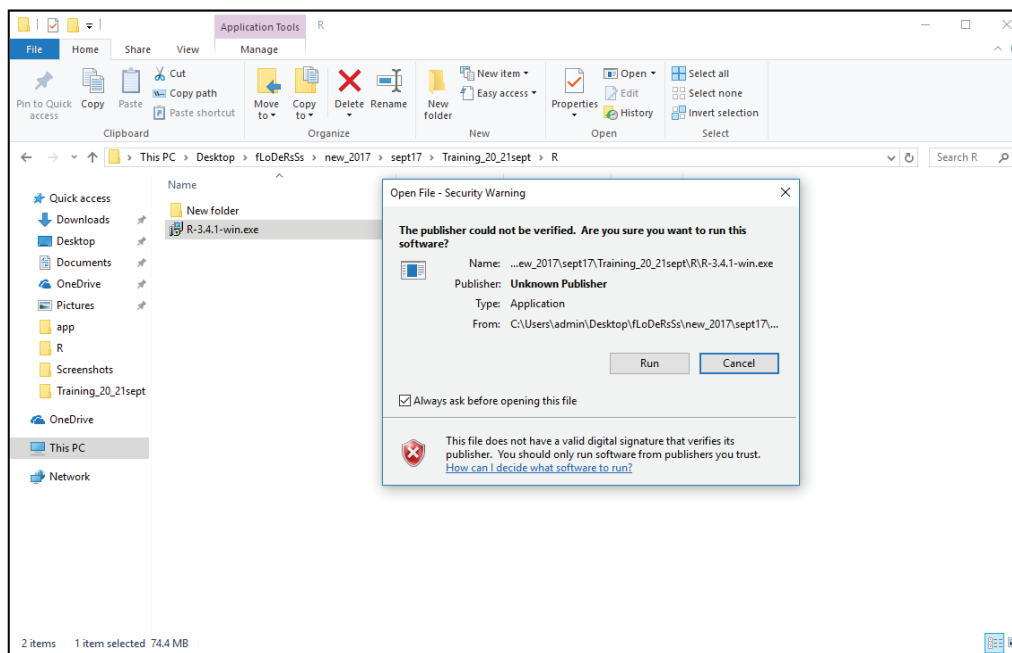 Application Tools R
File Home Share View Manage
Pin to Quick access
Copy
Paste
Cut
Copy path
Paste shortcut
Clipboard
Move to
Copy to
Delete
Rename
Organize
New folder
New item
Easy access
New
Properties
Open
Edit
History
Open
Select all
Select none
Invert selection
Select
This PC > Desktop > fLoDeRsSs > new_2017 > sept17 > Training_20_21sept > R
Search R
Quick access
Downloads
Desktop
Documents
OneDrive
Pictures
app
R
Screenshots
Training_20_21sept
OneDrive
This PC
Network
Name
New folder
R-3.4.1-win.exe
Open File - Security Warning
The publisher could not be verified. Are you sure you want to run this
software?
Name: ...ew_2017\sept17\Training_20_21sept\R\R-3.4.1-win.exe
Publisher: Unknown Publisher
Type: Application
From: C:\Users\admin\Desktop\fLoDeRsSs\new_2017\sept17\...
Run Cancel
Always ask before opening this file
This file does not have a valid digital signature that verifies its
publisher. You should only run software from publishers you trust.
How can I decide what software to run?
2 items 1 item selected 74.4 MB